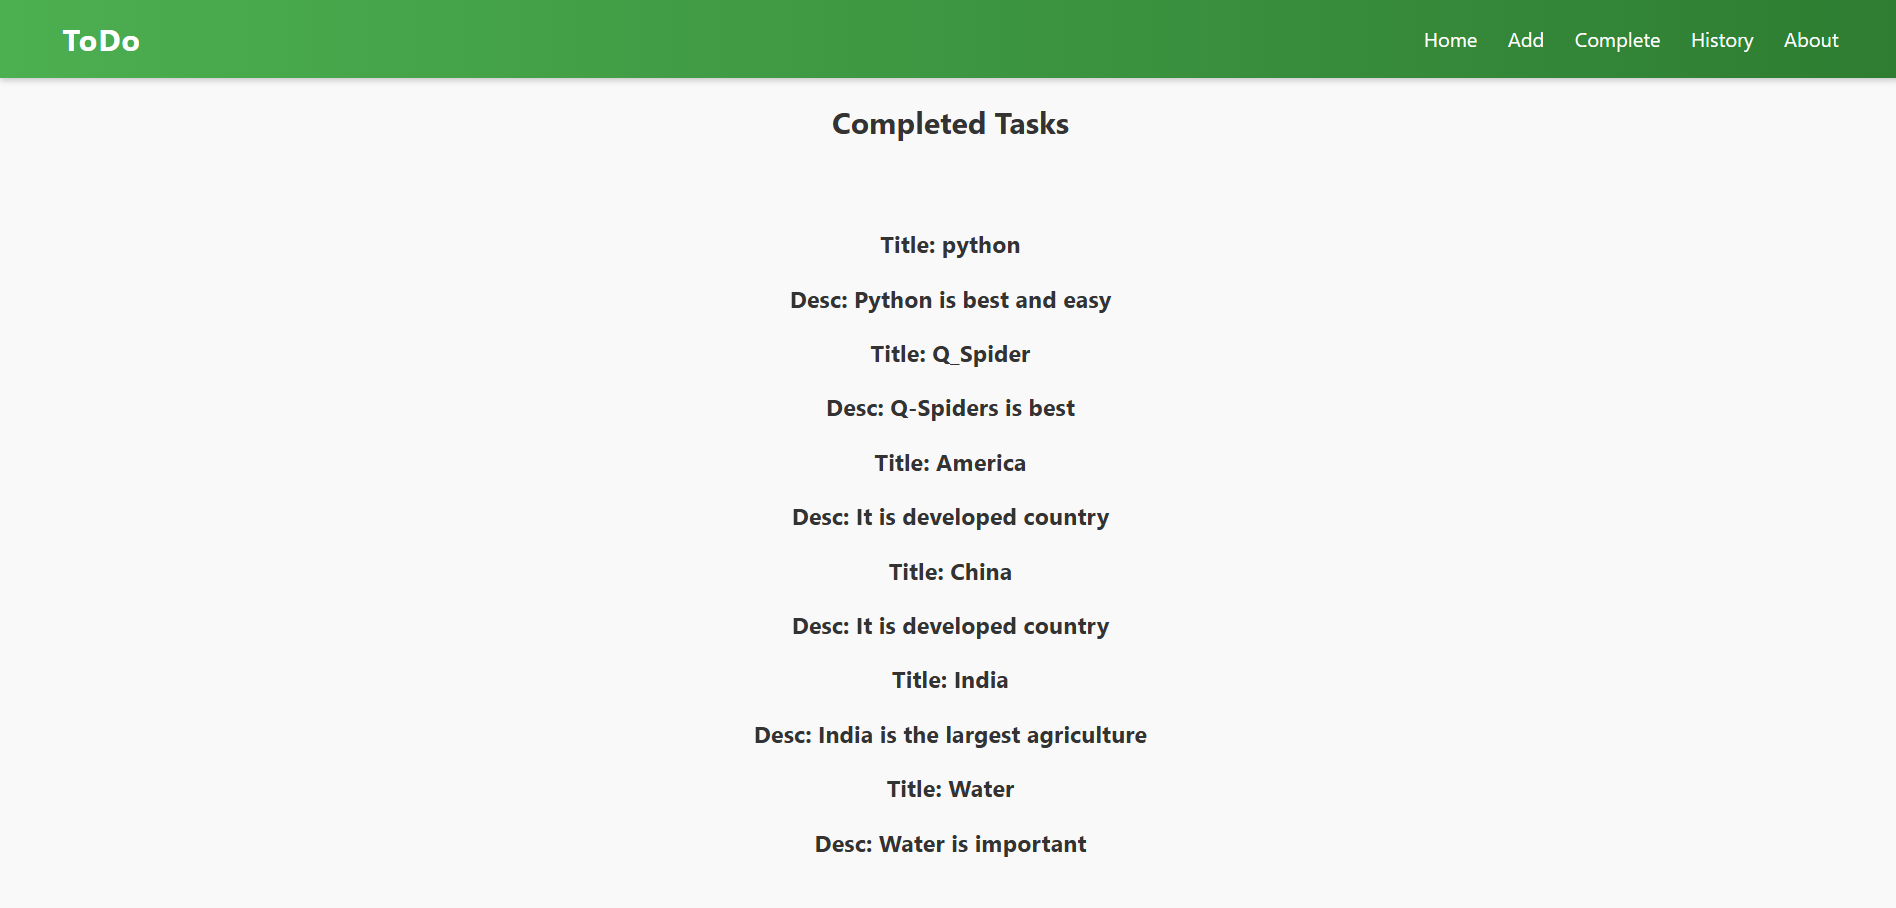 ToDo
Home Add Complete History About
Completed Tasks
Title: python
Desc: Python is best and easy
Title: Q_Spider
Desc: Q-Spiders is best
Title: America
Desc: It is developed country
Title: China
Desc: It is developed country
Title: India
Desc: India is the largest agriculture
Title: Water
Desc: Water is important